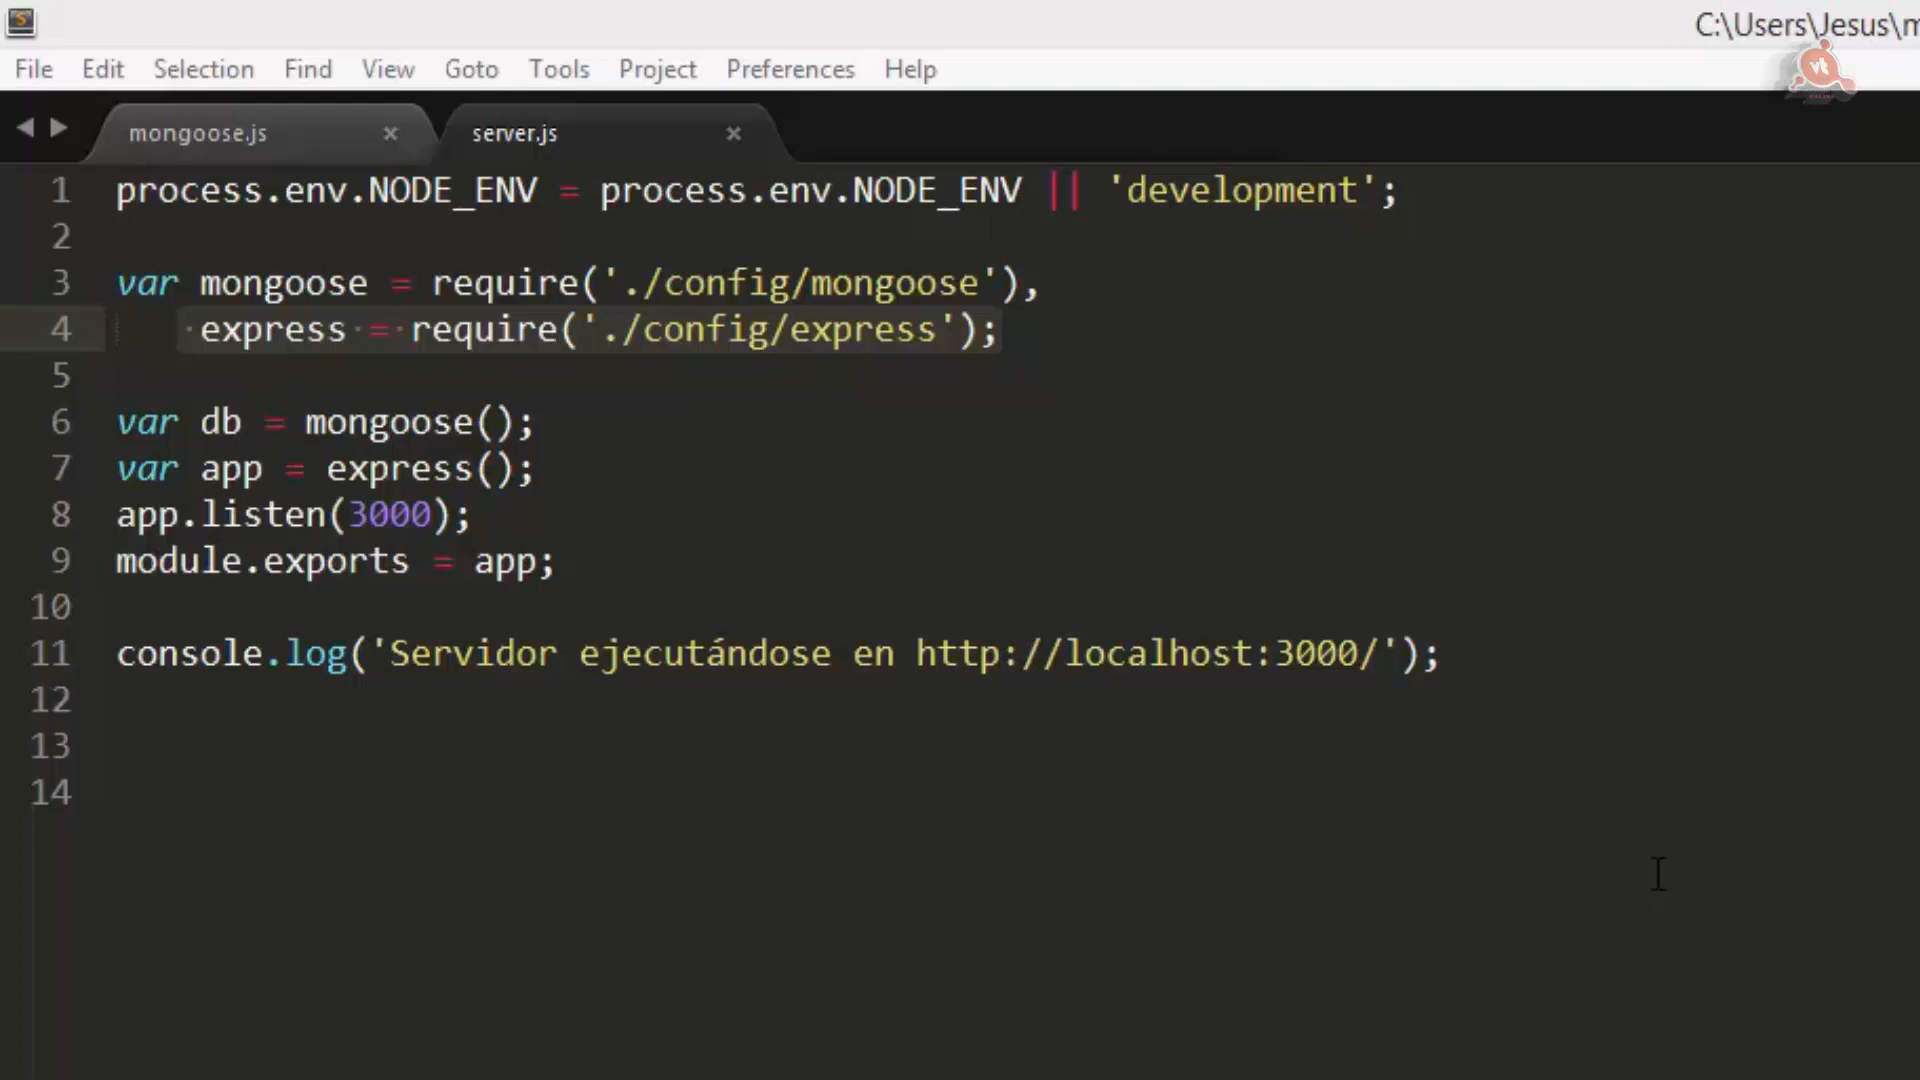 C:\Users\Jesus\m
File Edit Selection Find View Goto Tools Project Preferences Help
vt
mongoose.js × server.js ×
1 process.env.NODE_ENV = process.env.NODE_ENV || 'development';
2
3 var mongoose = require('./config/mongoose'),
4 express = require('./config/express');
5
6 var db = mongoose();
7 var app = express();
8 app.listen(3000);
9 module.exports = app;
10
11 console.log('Servidor ejecutándose en http://localhost:3000/');
12
13
14